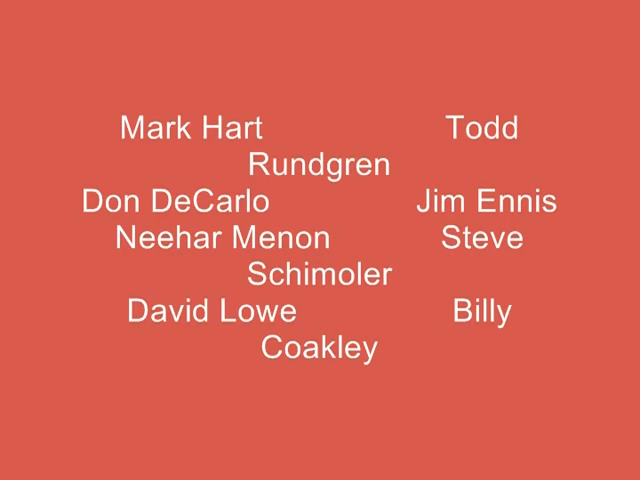 Mark Hart Todd
Rundgren
Don DeCarlo Jim Ennis
Neehar Menon Steve
Schimoler
David Lowe Billy
Coakley